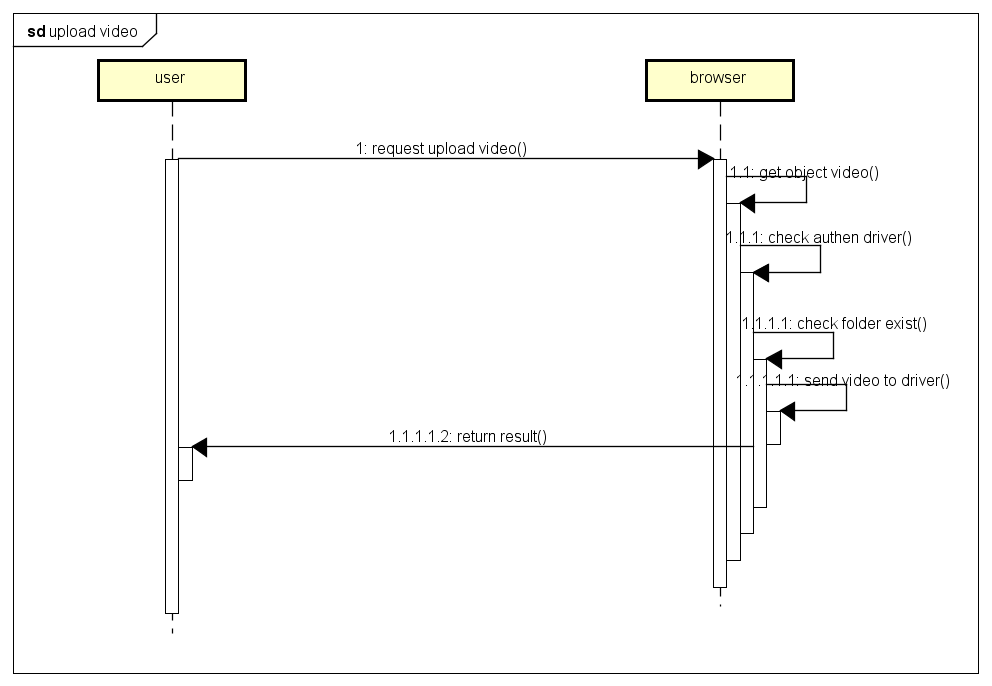 sd upload video
user
browser
1: request upload video()
1.1: get object video()
1.1.1: check authen driver()
1.1.1.1: check folder exist()
1.1.1.1.1: send video to driver()
1.1.1.1.2: return result()